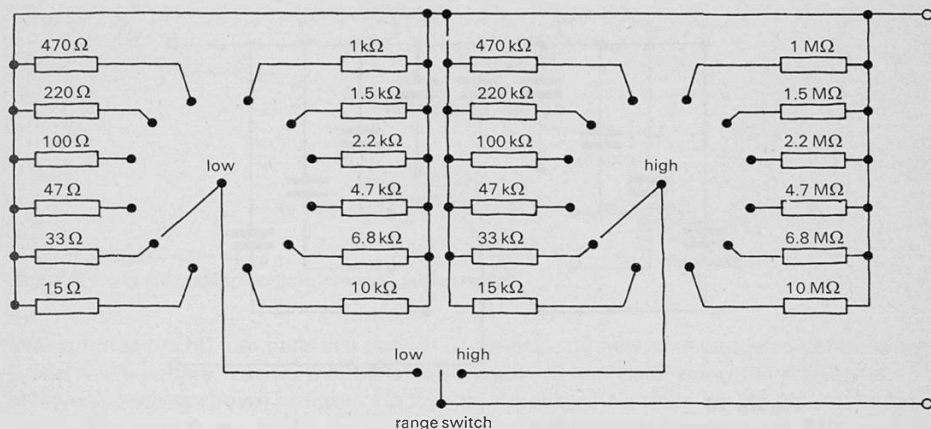 470 Ω 1 kΩ 470 kΩ 1 MΩ
220 Ω 1.5 kΩ 220 kΩ 1.5 MΩ
100 Ω 2.2 kΩ 100 kΩ 2.2 MΩ
low high
47 Ω 4.7 kΩ 47 kΩ 4.7 MΩ
33 Ω 6.8 kΩ 33 kΩ 6.8 MΩ
15 Ω 10 kΩ 15 kΩ 10 MΩ
low high
range switch